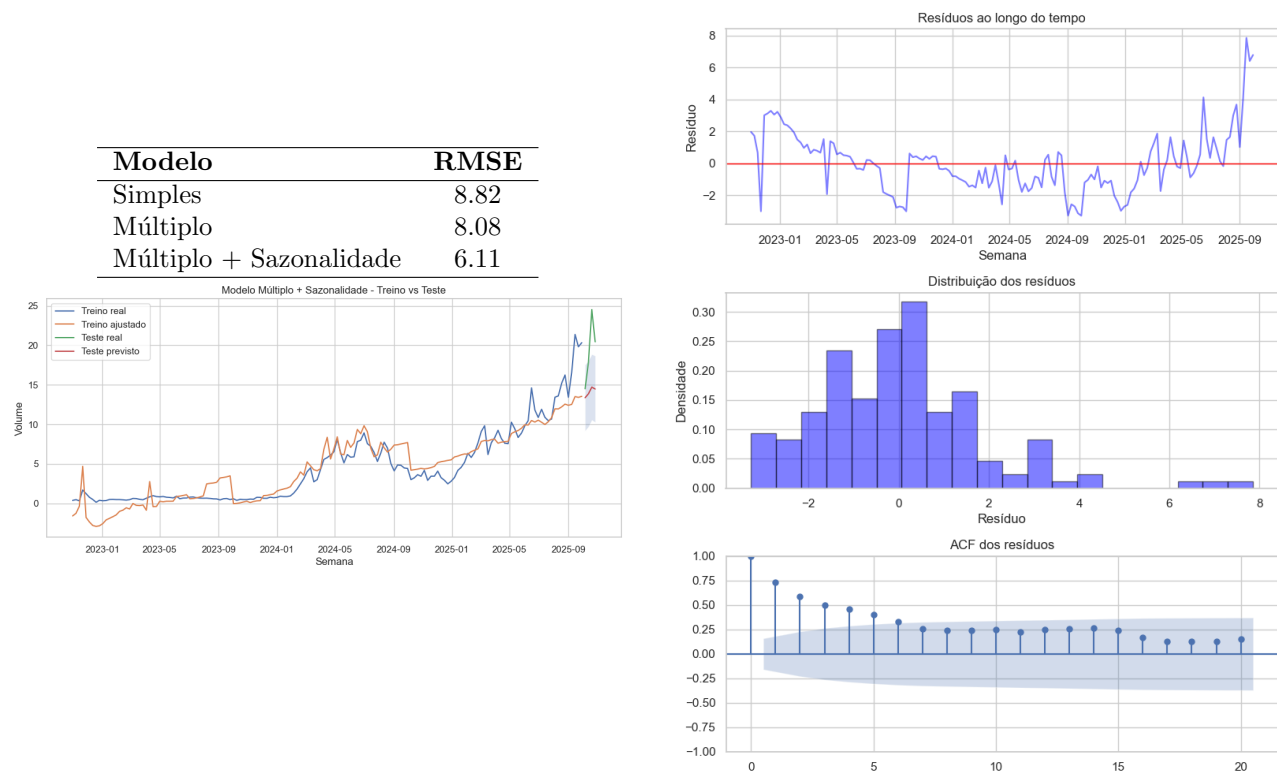 Modelo RMSE
Simples 8.82
Múltiplo 8.08
Múltiplo + Sazonalidade 6.11
Modelo Múltiplo + Sazonalidade - Treino vs Teste
Treino real
Treino ajustado
Teste real
Teste previsto
Volume
25
20
15
10
5
0
2023-01 2023-05 2023-09 2024-01 2024-05 2024-09 2025-01 2025-05 2025-09
Semana
Resíduos ao longo do tempo
Resíduo
8
6
4
2
0
−2
2023-01 2023-05 2023-09 2024-01 2024-05 2024-09 2025-01 2025-05 2025-09
Semana
Distribuição dos resíduos
Densidade
0.30
0.25
0.20
0.15
0.10
0.05
0.00
−2 0 2 4 6 8
Resíduo
ACF dos resíduos
1.00
0.75
0.50
0.25
0.00
−0.25
−0.50
−0.75
−1.00
0 5 10 15 20